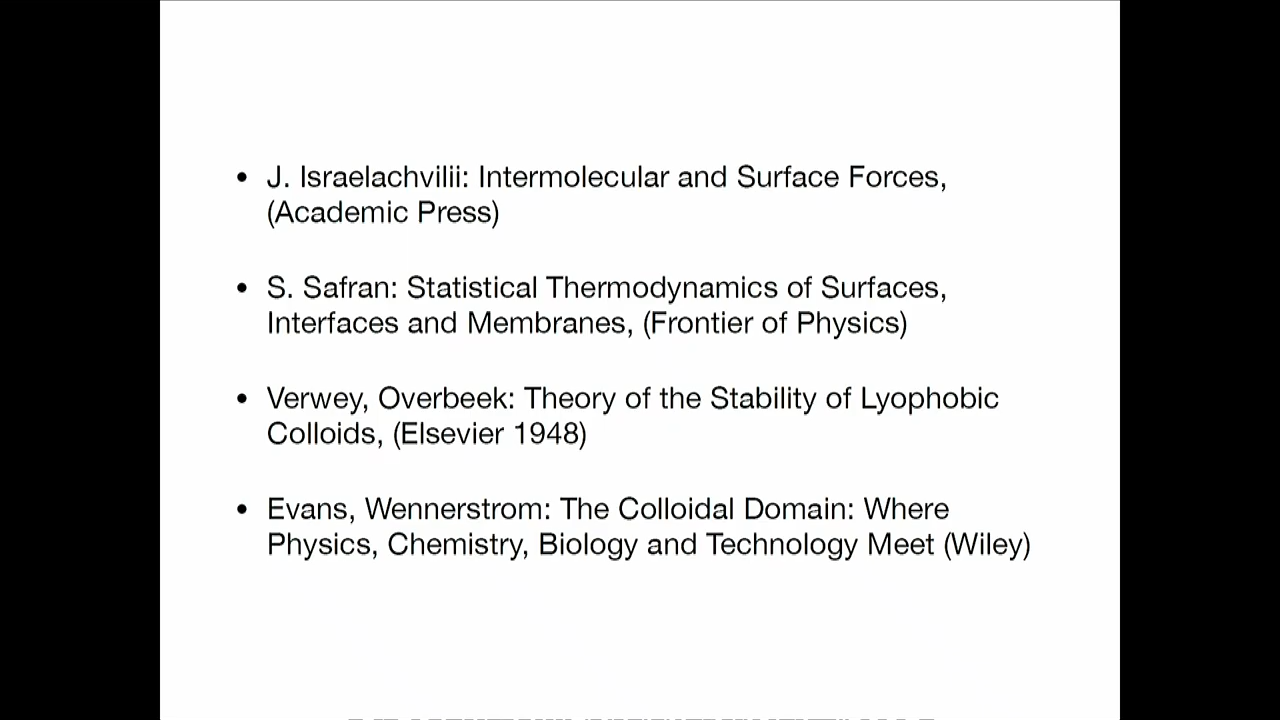 • J. Israelachvilii: Intermolecular and Surface Forces,
(Academic Press)
• S. Safran: Statistical Thermodynamics of Surfaces,
Interfaces and Membranes, (Frontier of Physics)
• Verwey, Overbeek: Theory of the Stability of Lyophobic
Colloids, (Elsevier 1948)
• Evans, Wennerstrom: The Colloidal Domain: Where
Physics, Chemistry, Biology and Technology Meet (Wiley)